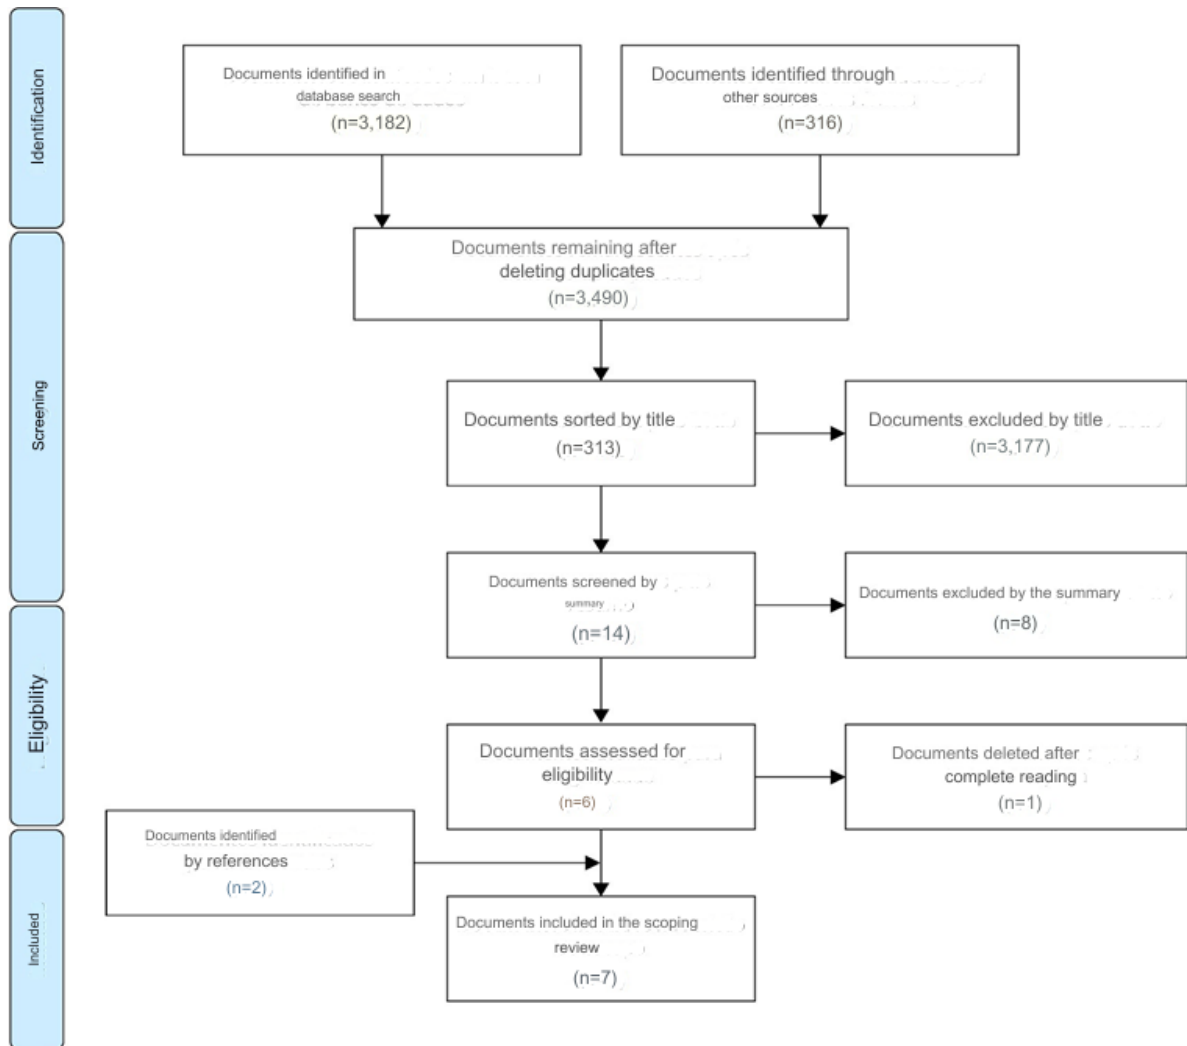 Identification
Documents identified in
database search
(n=3,182)
Documents identified through
other sources
(n=316)
Screening
Documents remaining after
deleting duplicates
(n=3,490)
Documents sorted by title
(n=313)
Documents excluded by title
(n=3,177)
Documents screened by
summary
(n=14)
Documents excluded by the summary
(n=8)
Eligibility
Documents assessed for
eligibility
(n=6)
Documents deleted after
complete reading
(n=1)
Included
Documents identified
by references
(n=2)
Documents included in the scoping
review
(n=7)